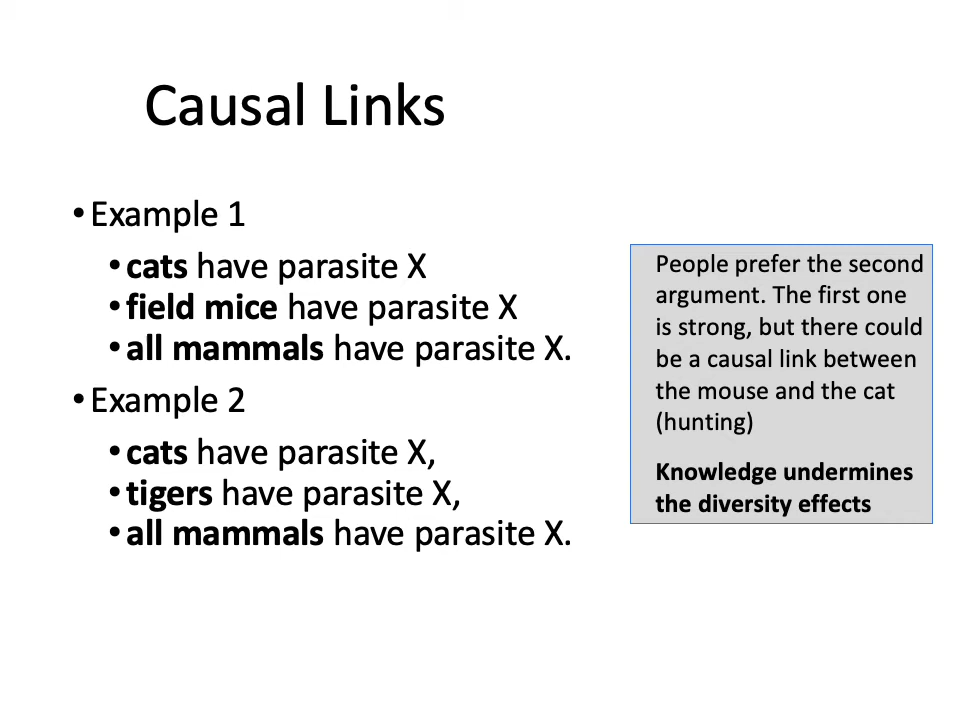 Causal Links
•Example 1
•cats have parasite X
•field mice have parasite X
•all mammals have parasite X.
•Example 2
•cats have parasite X,
•tigers have parasite X,
•all mammals have parasite X.
People prefer the second
argument. The first one
is strong, but there could
be a causal link between
the mouse and the cat
(hunting)
Knowledge undermines
the diversity effects